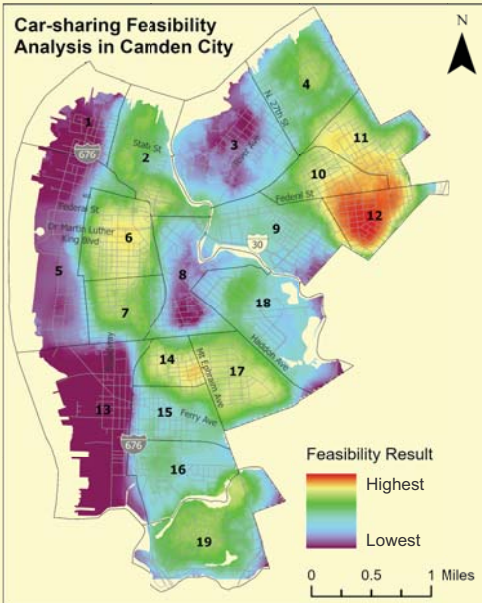 Car-sharing Feasibility
Analysis in Camden City
N
4
N. 27th St
1
676
3
11
2
State St
10
Federal St
12
Federal St.
Dr Martin Luther
King Blvd
6
9
30
5
8
18
7
Haddon Ave
14
Mt Ephraim Ave
17
13
15
Ferry Ave
676
16
19
Feasibility Result
Highest
Lowest
0 0.5 1 Miles